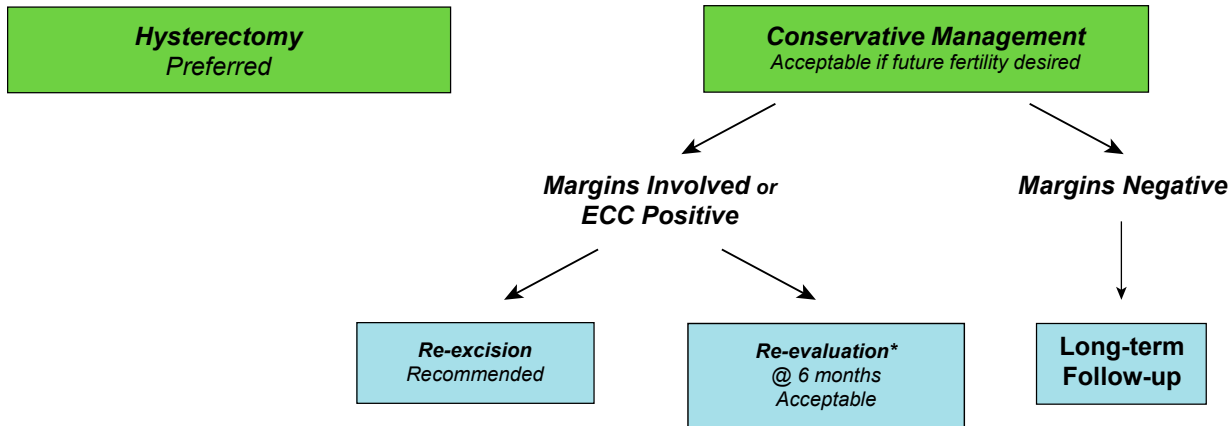 Hysterectomy
Preferred
Conservative Management
Acceptable if future fertility desired
Margins Involved or
ECC Positive
Margins Negative
Re-excision
Recommended
Re-evaluation*
@ 6 months
Acceptable
Long-term
Follow-up